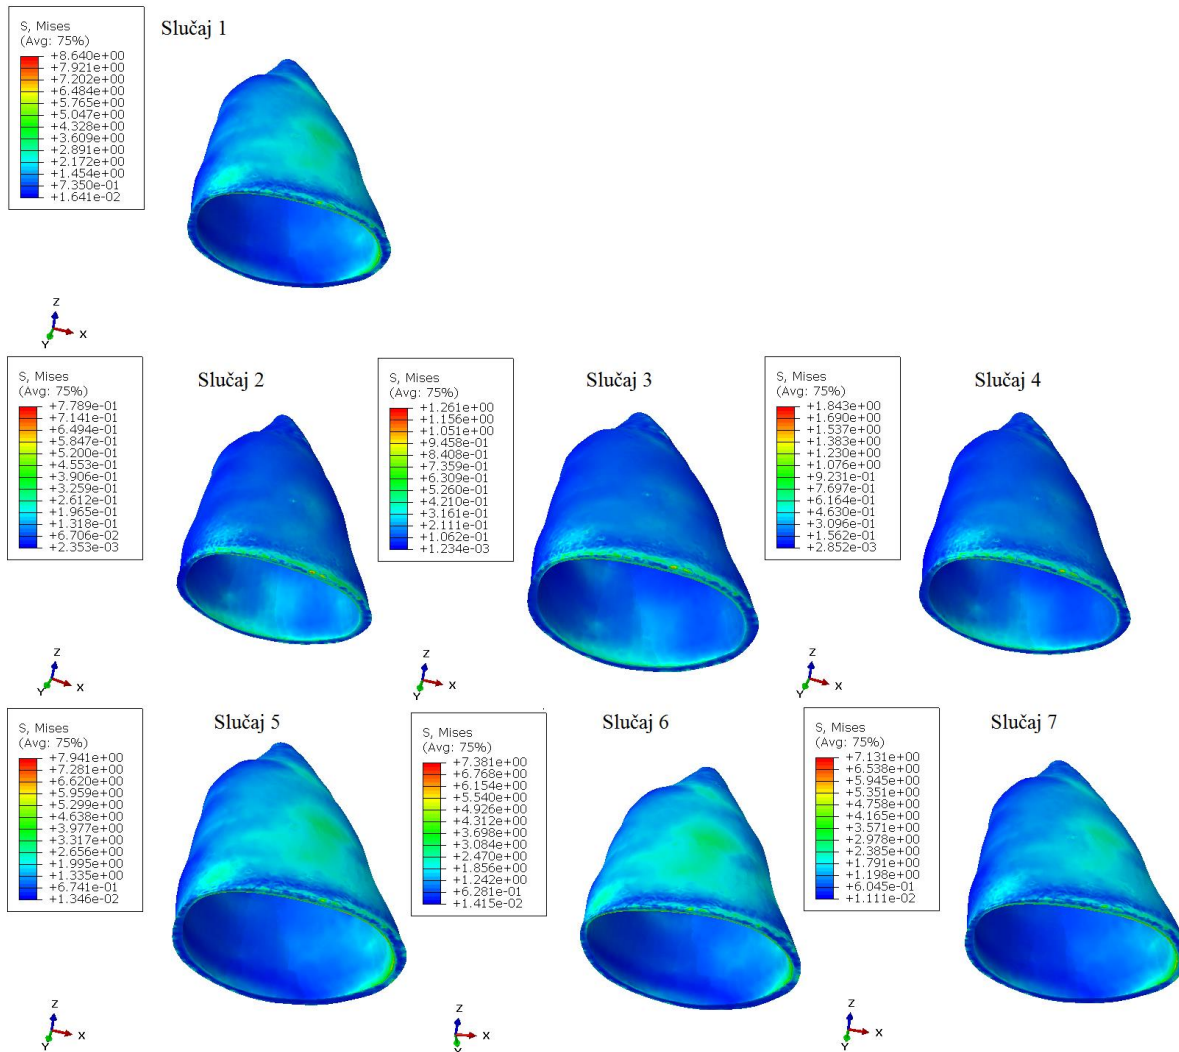 Slučaj 1
S, Mises
(Avg: 75%)
+8.640e+00
+7.921e+00
+7.202e+00
+6.484e+00
+5.765e+00
+5.047e+00
+4.328e+00
+3.609e+00
+2.891e+00
+2.172e+00
+1.454e+00
+7.350e-01
+1.641e-02
Z
X
Y
Slučaj 2
S, Mises
(Avg: 75%)
+7.789e-01
+7.141e-01
+6.494e-01
+5.847e-01
+5.200e-01
+4.553e-01
+3.906e-01
+3.259e-01
+2.612e-01
+1.965e-01
+1.318e-01
+6.706e-02
+2.353e-03
Z
X
Y
Slučaj 3
S, Mises
(Avg: 75%)
+1.261e+00
+1.156e+00
+1.051e+00
+9.458e-01
+8.408e-01
+7.359e-01
+6.309e-01
+5.260e-01
+4.210e-01
+3.161e-01
+2.111e-01
+1.062e-01
+1.234e-03
Z
X
Y
Slučaj 4
S, Mises
(Avg: 75%)
+1.843e+00
+1.690e+00
+1.537e+00
+1.383e+00
+1.230e+00
+1.076e+00
+9.231e-01
+7.697e-01
+6.164e-01
+4.630e-01
+3.096e-01
+1.562e-01
+2.852e-03
Z
X
Y
Slučaj 5
S, Mises
(Avg: 75%)
+7.941e+00
+7.281e+00
+6.620e+00
+5.959e+00
+5.299e+00
+4.638e+00
+3.977e+00
+3.317e+00
+2.656e+00
+1.995e+00
+1.335e+00
+6.741e-01
+1.346e-02
Z
X
Y
Slučaj 6
S, Mises
(Avg: 75%)
+7.381e+00
+6.768e+00
+6.154e+00
+5.540e+00
+4.926e+00
+4.312e+00
+3.698e+00
+3.084e+00
+2.470e+00
+1.856e+00
+1.242e+00
+6.281e-01
+1.415e-02
Z
X
Y
Slučaj 7
S, Mises
(Avg: 75%)
+7.131e+00
+6.538e+00
+5.945e+00
+5.351e+00
+4.758e+00
+4.165e+00
+3.571e+00
+2.978e+00
+2.385e+00
+1.791e+00
+1.198e+00
+6.045e-01
+1.111e-02
Z
X
Y